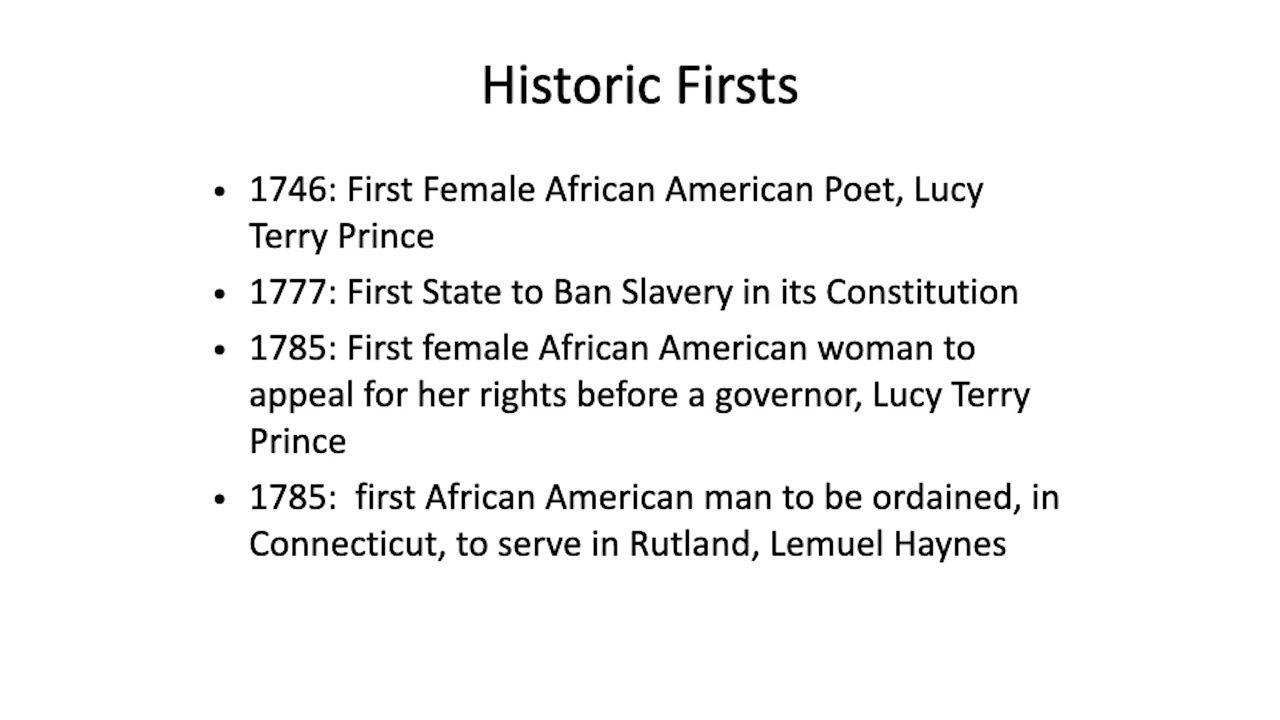 Historic Firsts
• 1746: First Female African American Poet, Lucy
Terry Prince
• 1777: First State to Ban Slavery in its Constitution
• 1785: First female African American woman to
appeal for her rights before a governor, Lucy Terry
Prince
• 1785:  first African American man to be ordained, in
Connecticut, to serve in Rutland, Lemuel Haynes